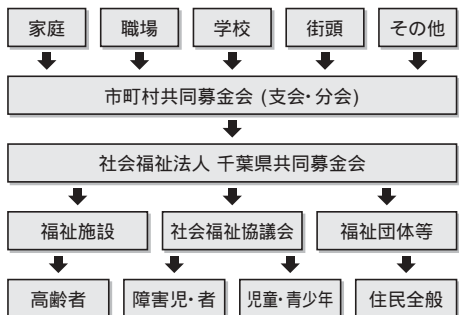 家庭 職場 学校 街頭 その他
市町村共同募金会 (支会・分会)
社会福祉法人 千葉県共同募金会
福祉施設 社会福祉協議会 福祉団体等
高齢者 障害児・者 児童・青少年 住民全般